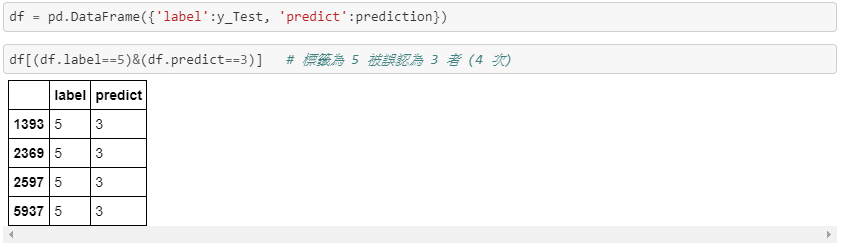 df = pd.DataFrame({'label':y_Test, 'predict':prediction})
df[(df.label==5)&(df.predict==3)]   # 標籤為 5 被誤認為 3 者 (4 次)
label predict
1393 5 3
2369 5 3
2597 5 3
5937 5 3